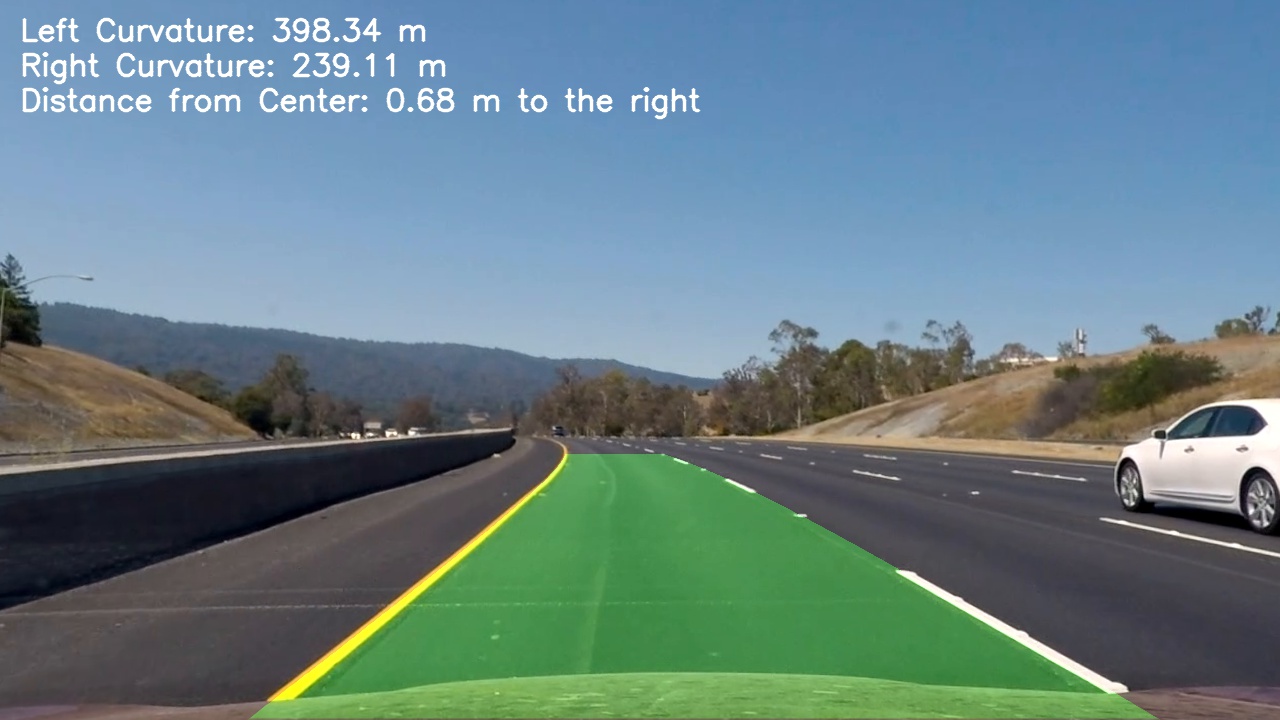 Left Curvature: 398.34 m
Right Curvature: 239.11 m
Distance from Center: 0.68 m to the right